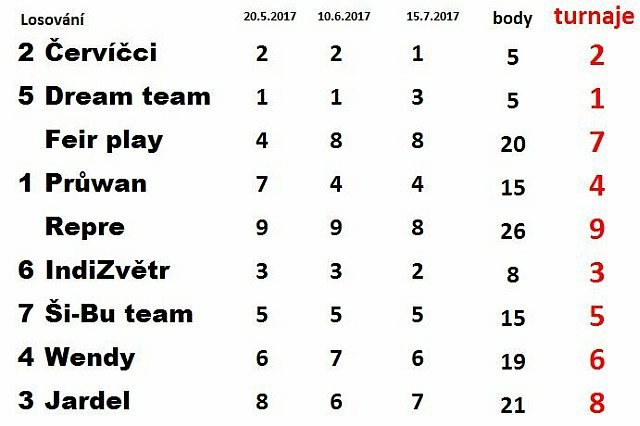 Losování 20.5.2017 10.6.2017 15.7.2017 body turnaje
2 Červíčci 2 2 1 5 2
5 Dream team 1 1 3 5 1
Feir play 4 8 8 20 7
1 Průwan 7 4 4 15 4
Repre 9 9 8 26 9
6 IndiZvětr 3 3 2 8 3
7 Ši-Bu team 5 5 5 15 5
4 Wendy 6 7 6 19 6
3 Jardel 8 6 7 21 8